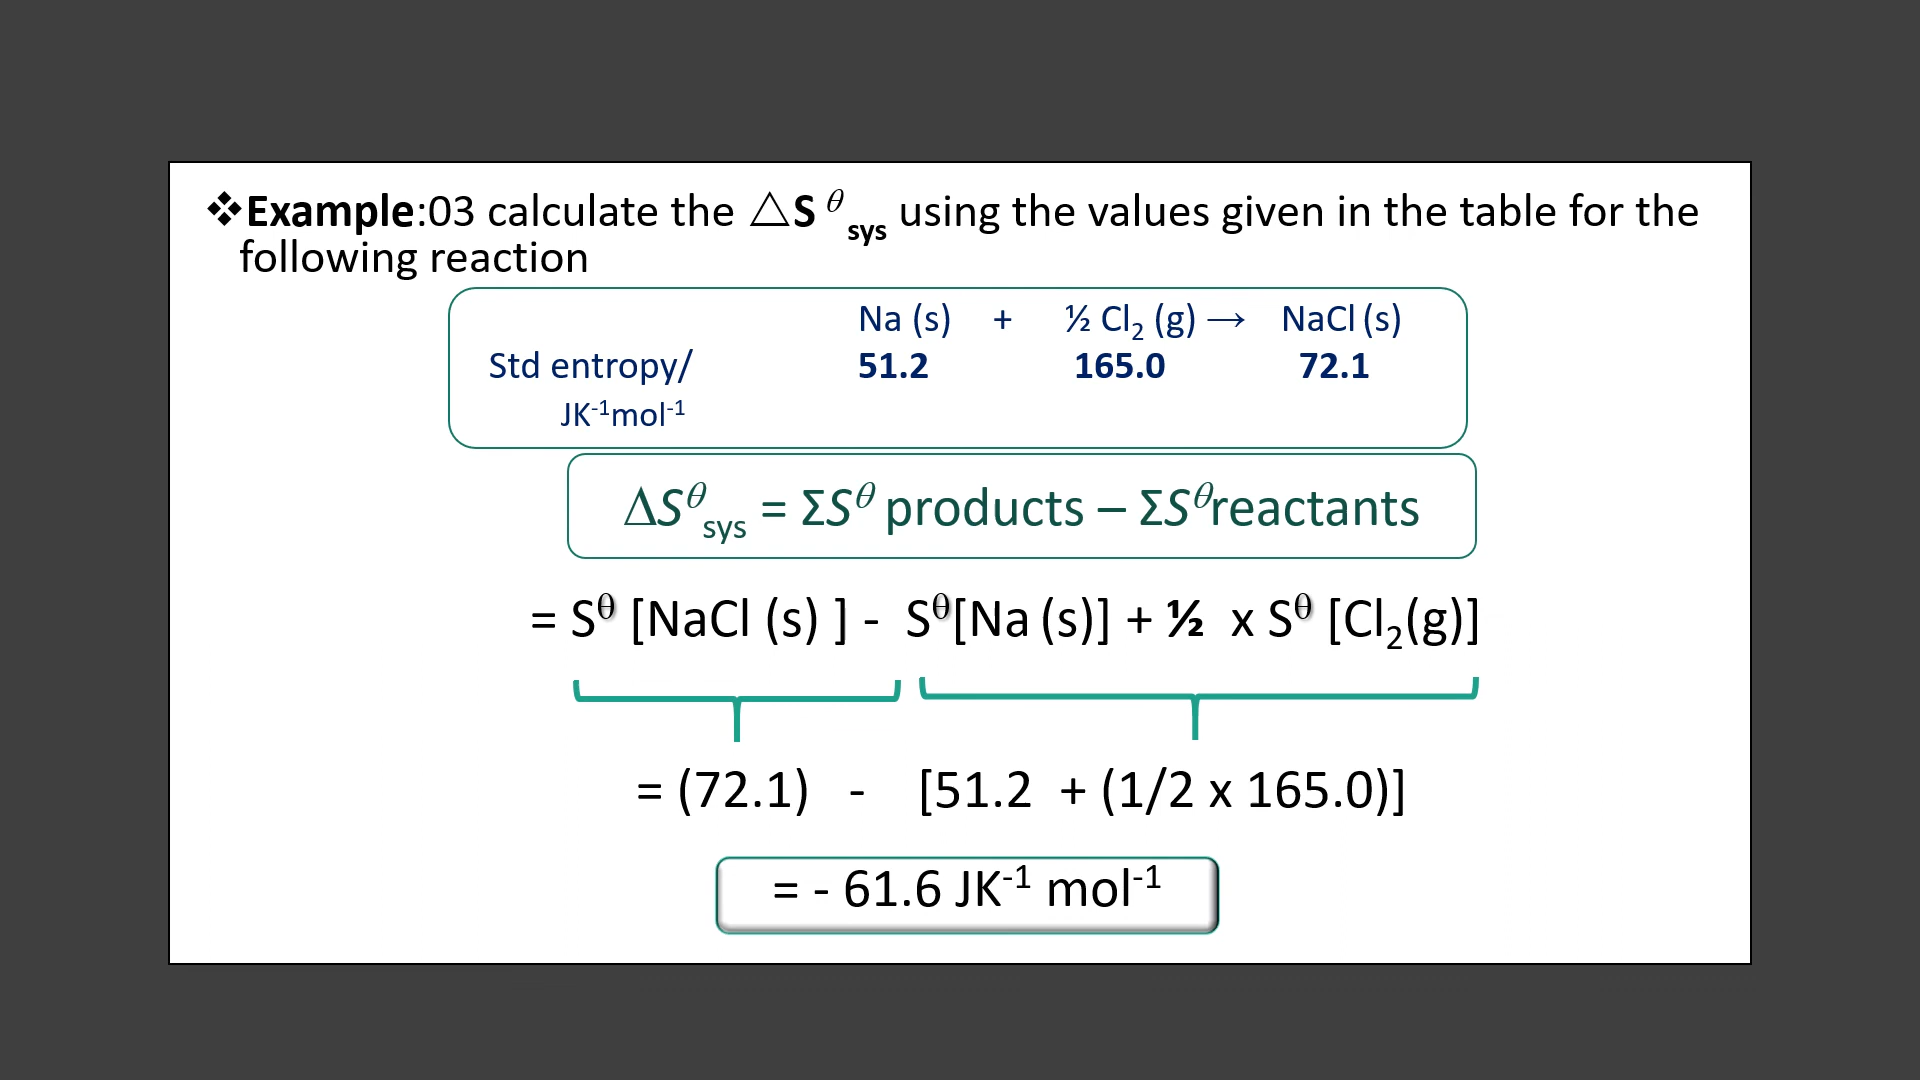 ❖Example:03 calculate the △S θ sys using the values given in the table for the
following reaction
Na (s) + ½ Cl₂ (g) → NaCl (s)
Std entropy/ 51.2 165.0 72.1
JK⁻¹mol⁻¹
ΔSθsys = ΣSθ products – ΣSθreactants
= Sθ [NaCl (s) ] - Sθ[Na (s)] + ½ x Sθ [Cl₂(g)]
= (72.1) - [51.2 + (1/2 x 165.0)]
= - 61.6 JK⁻¹ mol⁻¹